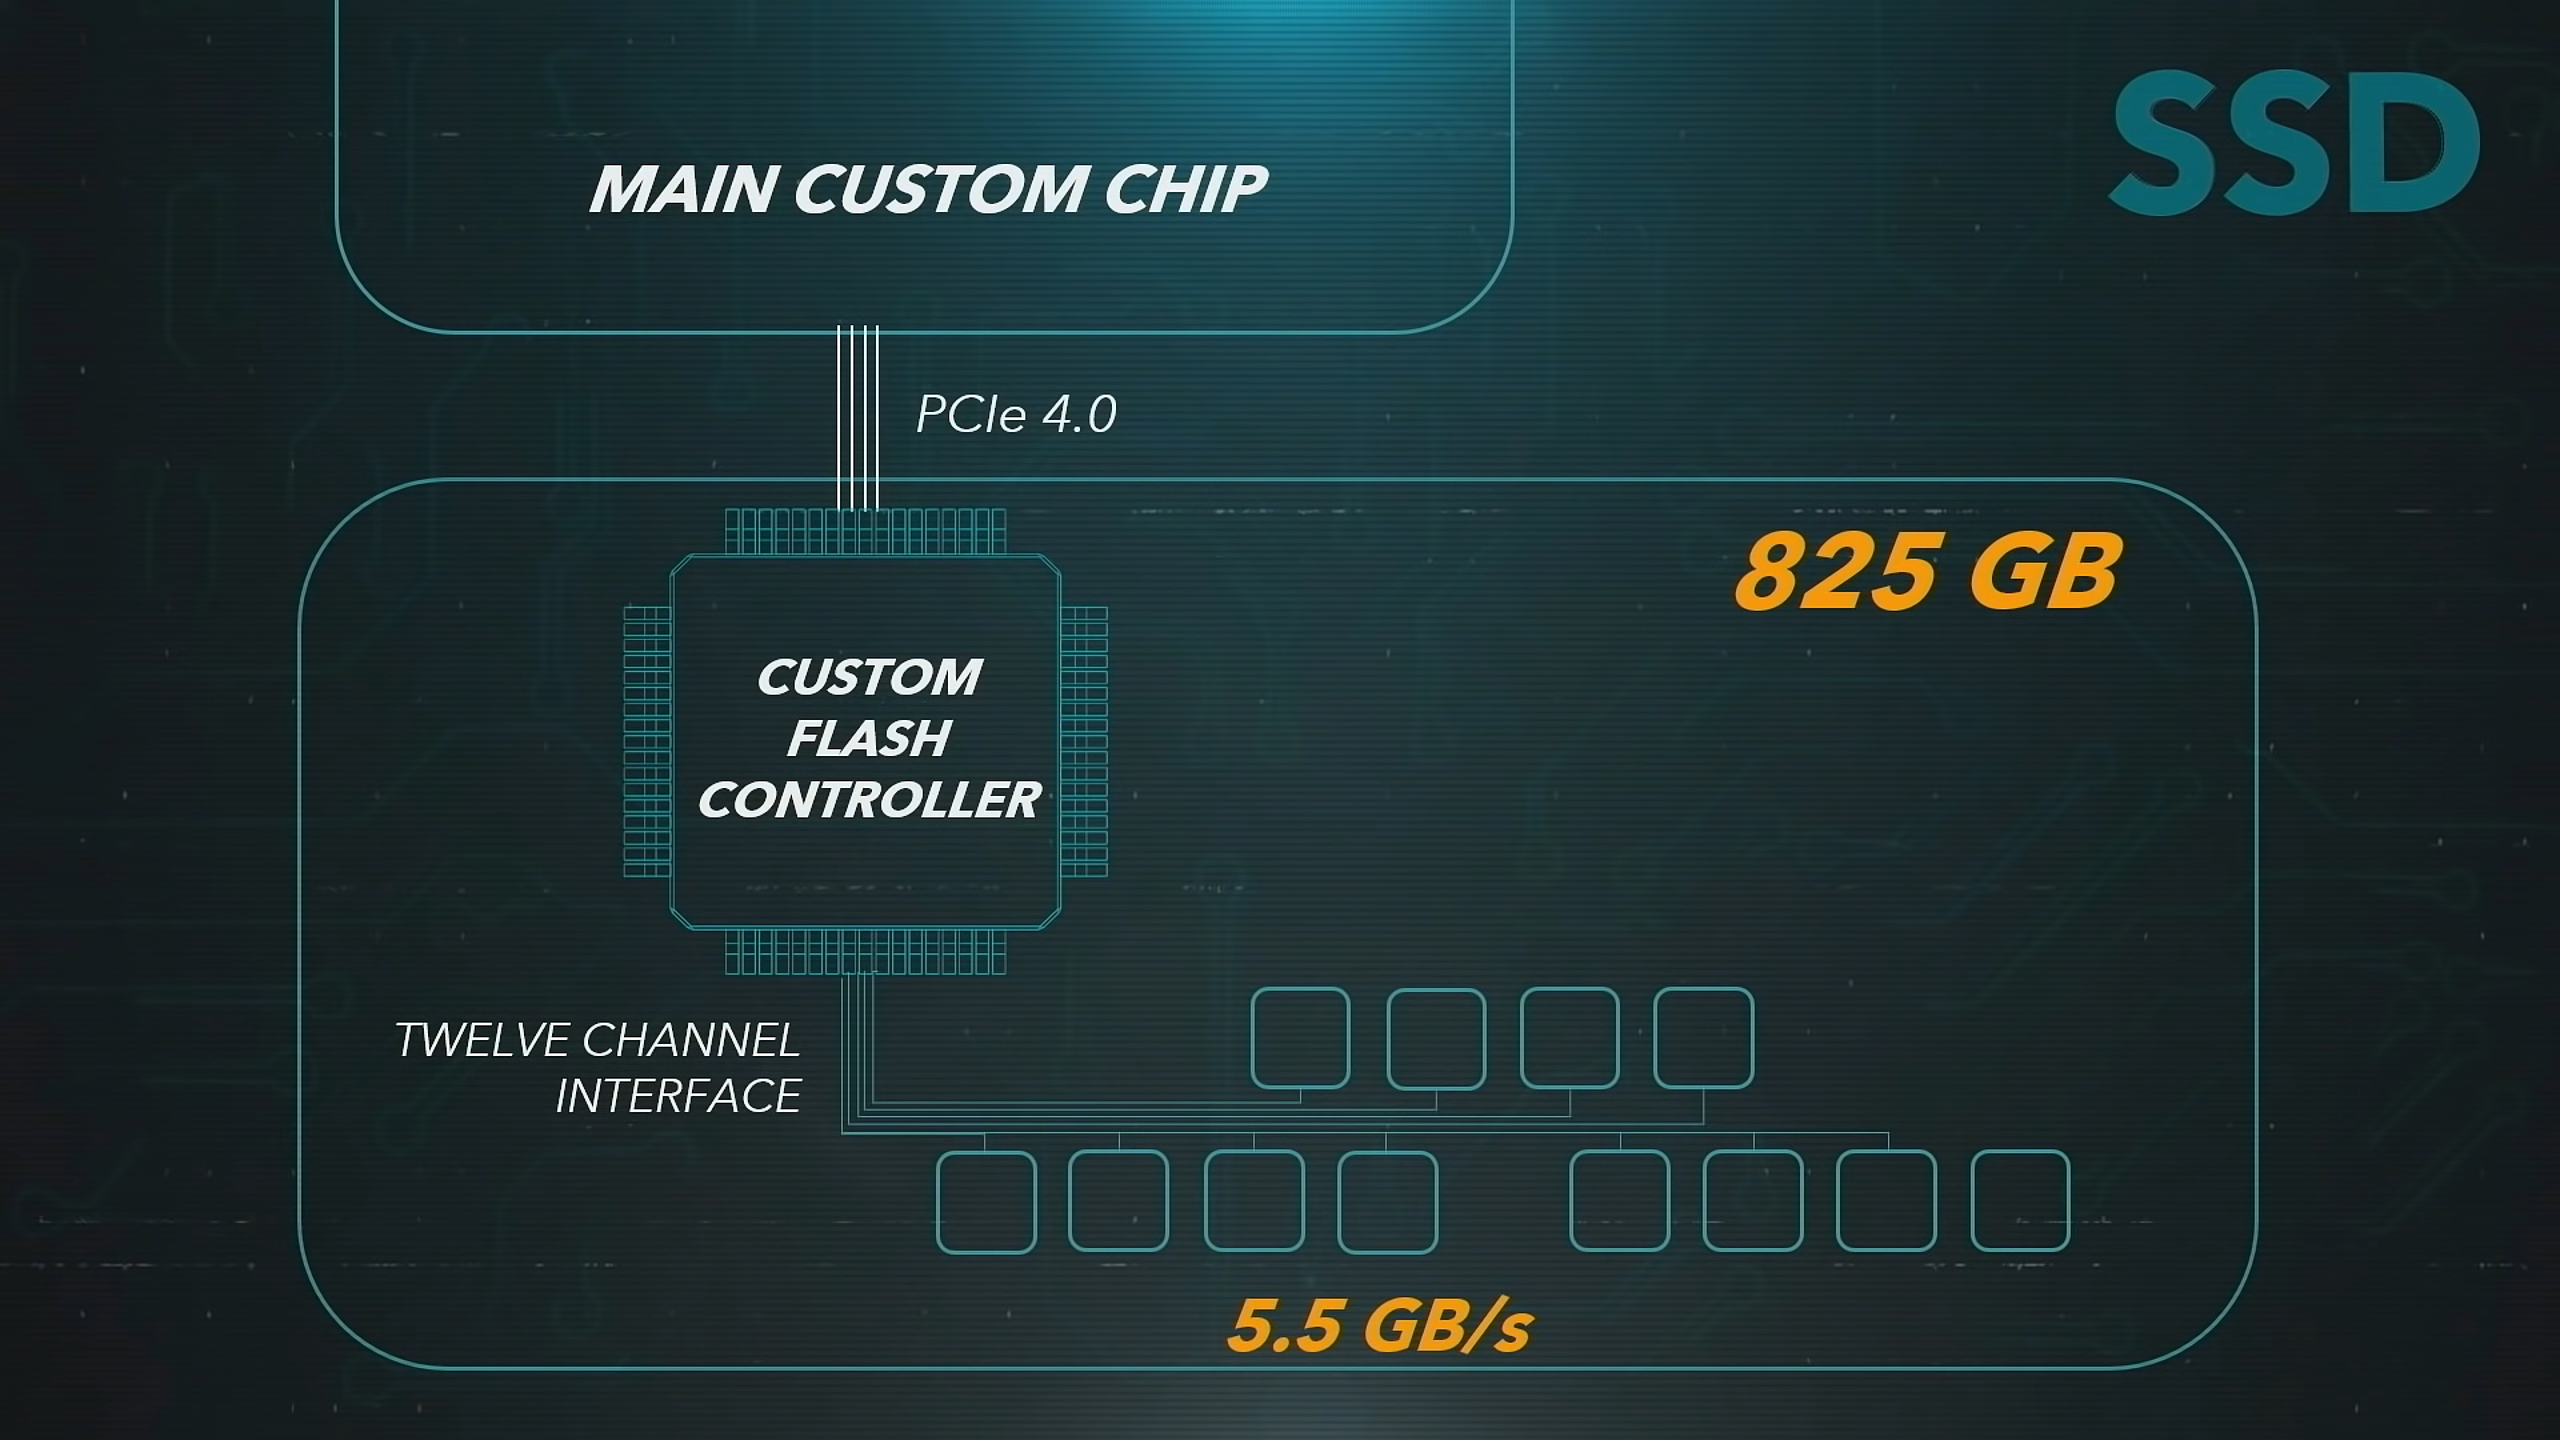 SSD
MAIN CUSTOM CHIP
PCIe 4.0
825 GB
CUSTOM
FLASH
CONTROLLER
TWELVE CHANNEL
INTERFACE
5.5 GB/s